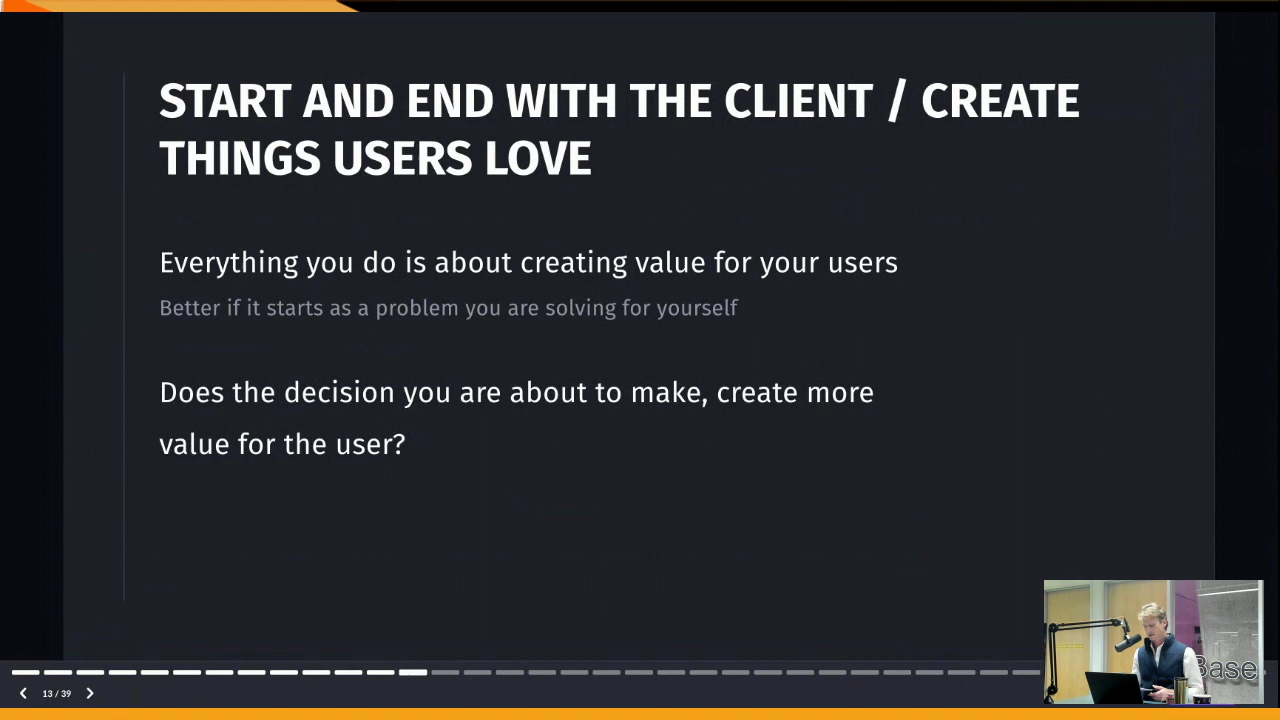 START AND END WITH THE CLIENT / CREATE
THINGS USERS LOVE
Everything you do is about creating value for your users
Better if it starts as a problem you are solving for yourself
Does the decision you are about to make, create more
value for the user?
13 / 39
Base